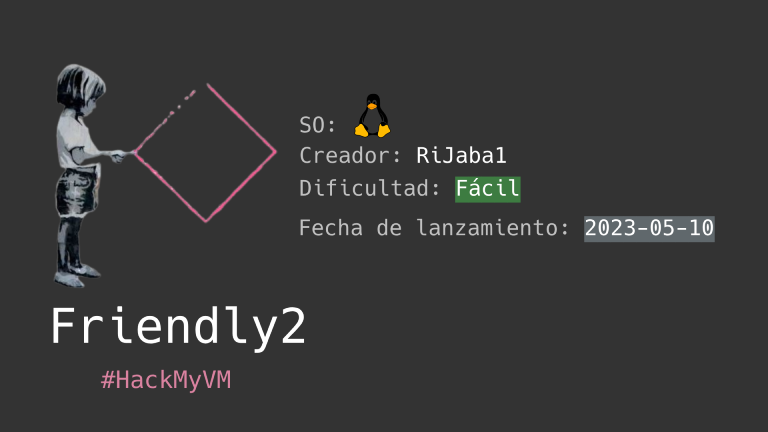 SO:
Creador: RiJaba1
Dificultad: Fácil
Fecha de lanzamiento: 2023-05-10
Friendly2
#HackMyVM